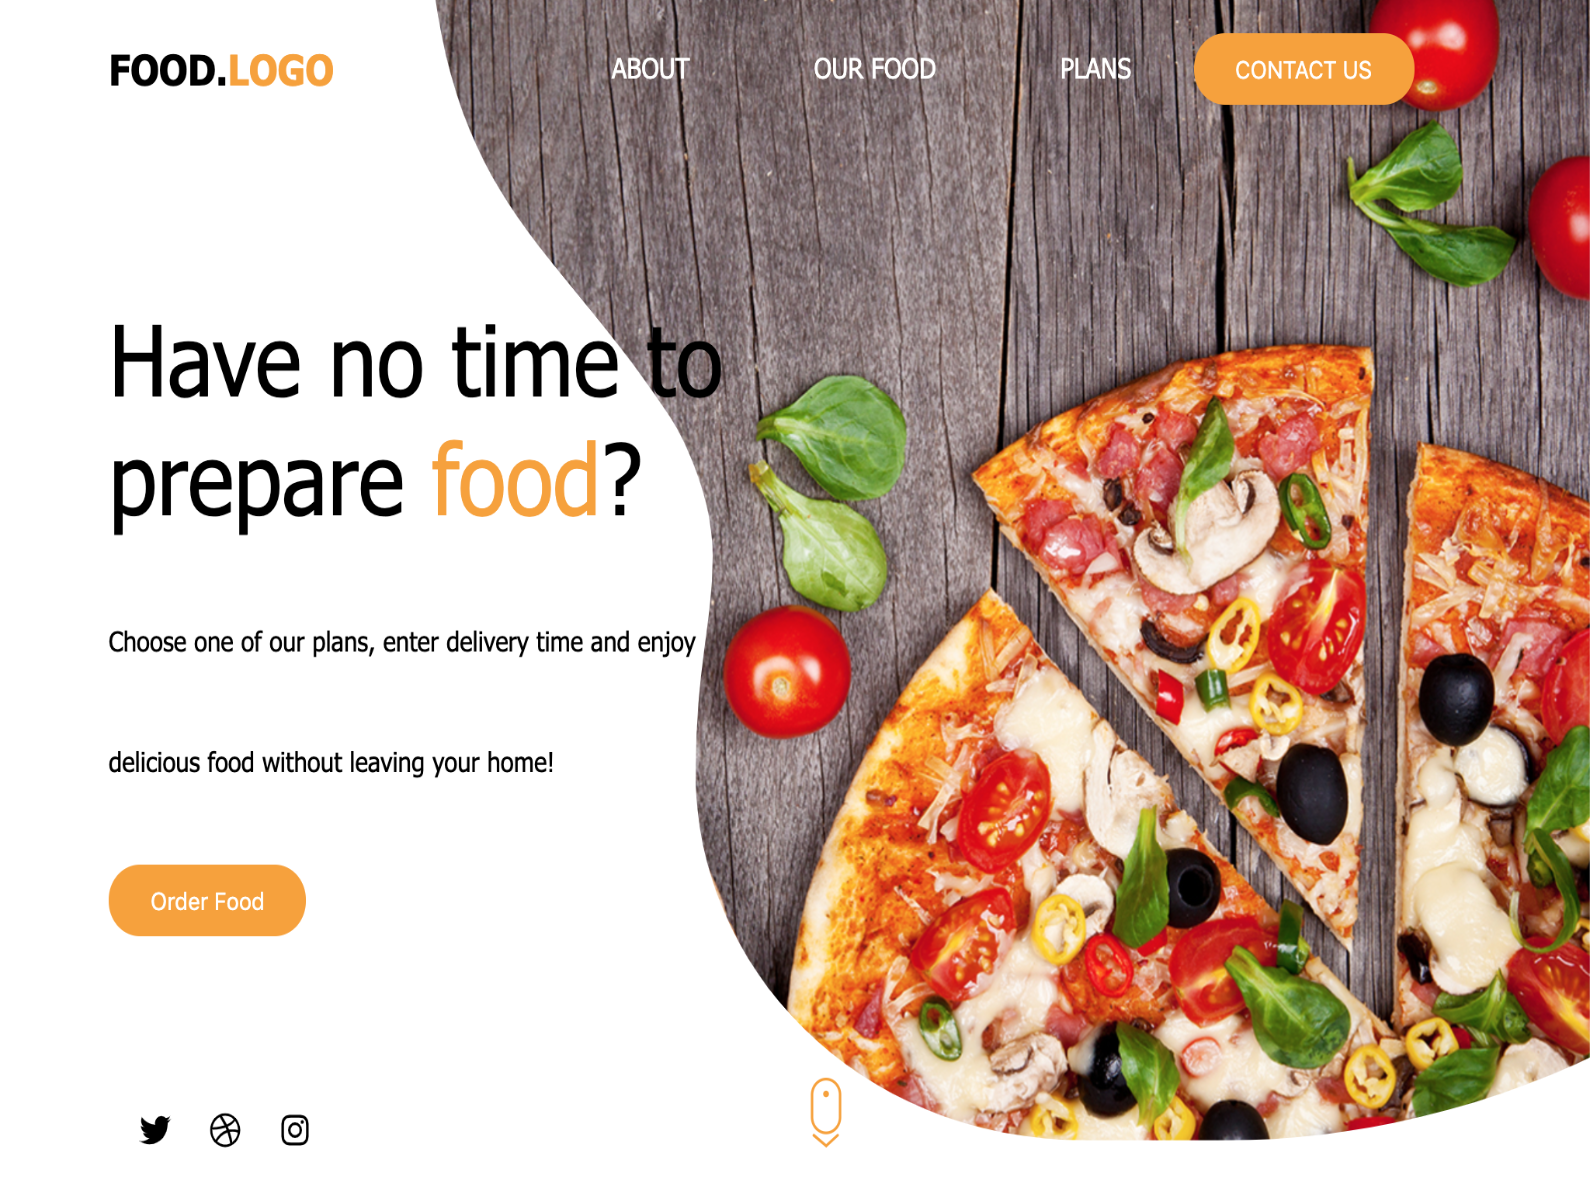 FOOD.LOGO
ABOUT
OUR FOOD
PLANS
CONTACT US
Have no time to
prepare food?
Choose one of our plans, enter delivery time and enjoy
delicious food without leaving your home!
Order Food